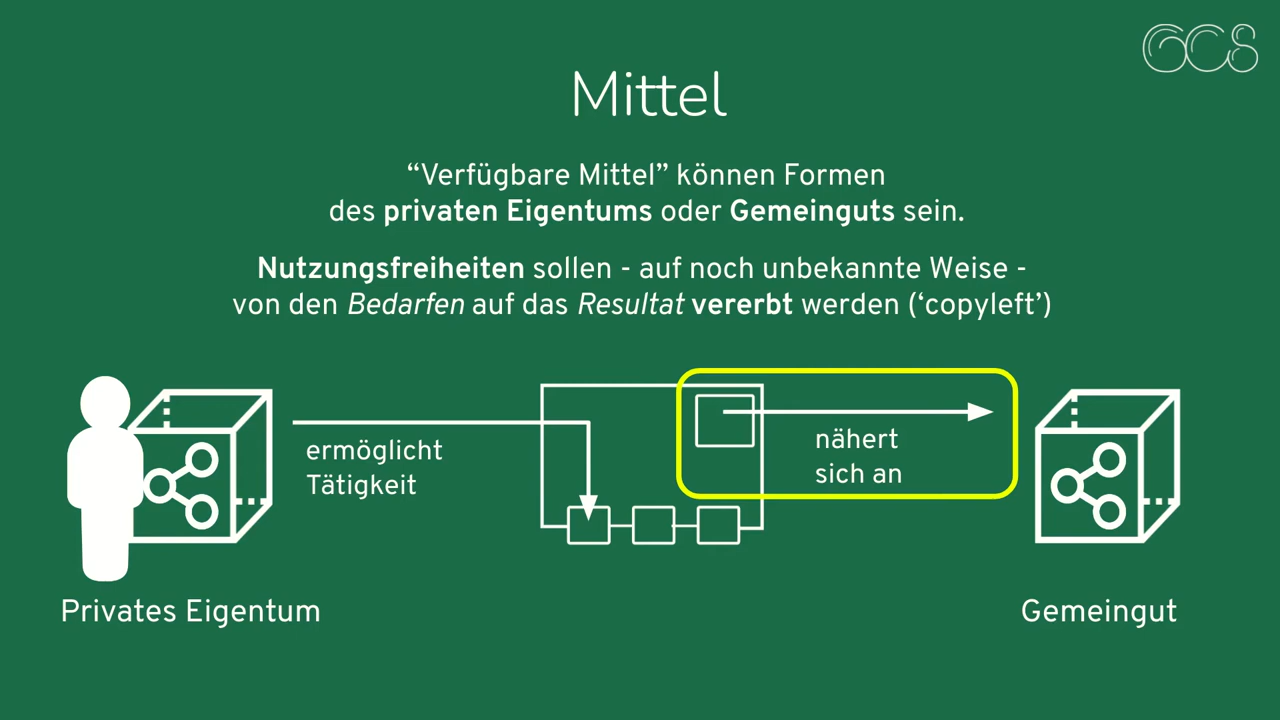 GCS
Mittel
“Verfügbare Mittel” können Formen
des privaten Eigentums oder Gemeinguts sein.
Nutzungsfreiheiten sollen - auf noch unbekannte Weise -
von den Bedarfen auf das Resultat vererbt werden (‘copyleft’)
ermöglicht
Tätigkeit
nähert
sich an
Privates Eigentum
Gemeingut